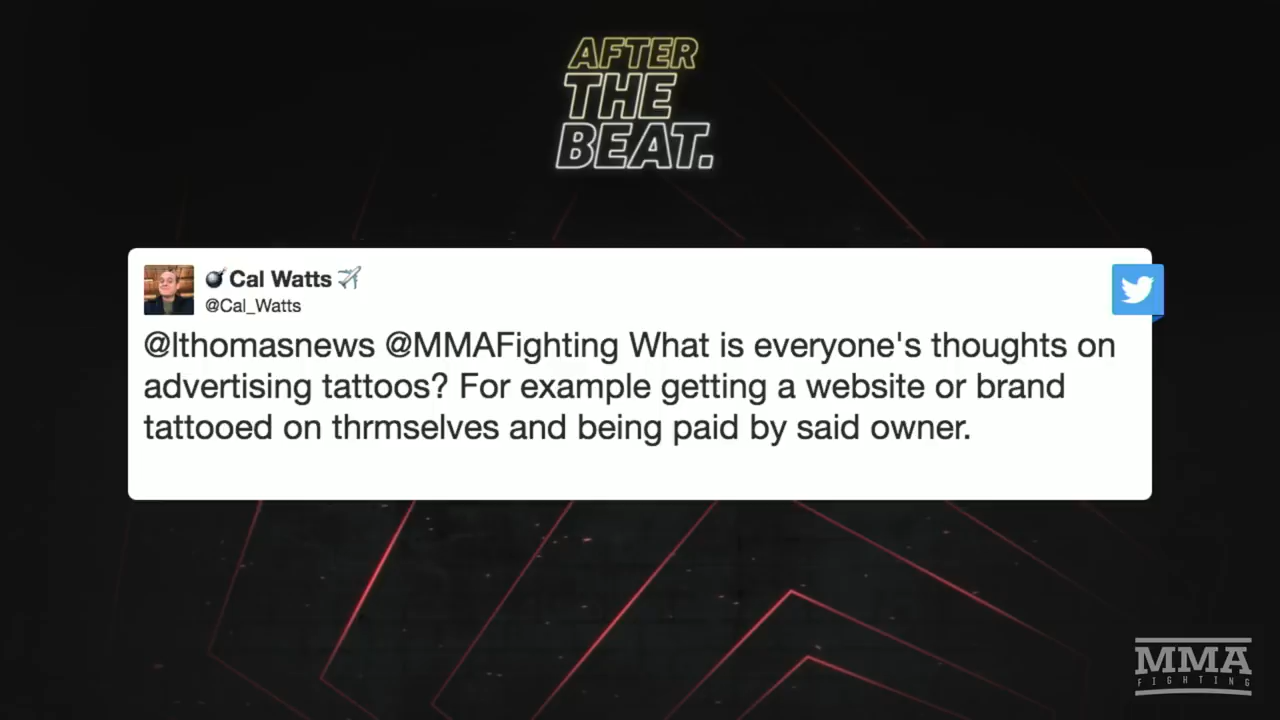 AFTER
THE
BEAT.
💣 Cal Watts ✈
@Cal_Watts
@lthomasnews @MMAFighting What is everyone's thoughts on
advertising tattoos? For example getting a website or brand
tattooed on thrmselves and being paid by said owner.
MMA
FIGHTING